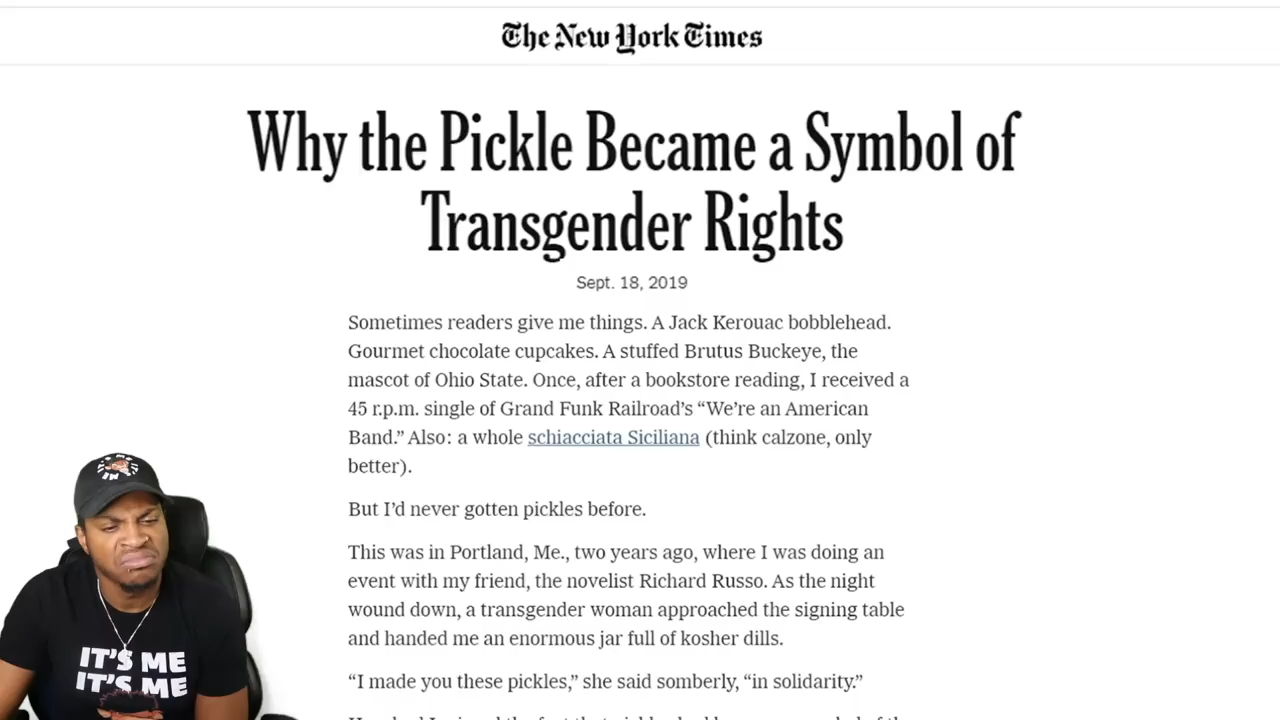 The New York Times
Why the Pickle Became a Symbol of
Transgender Rights
Sept. 18, 2019
Sometimes readers give me things. A Jack Kerouac bobblehead.
Gourmet chocolate cupcakes. A stuffed Brutus Buckeye, the
mascot of Ohio State. Once, after a bookstore reading, I received a
45 r.p.m. single of Grand Funk Railroad’s “We’re an American
Band.” Also: a whole schiacciata Siciliana (think calzone, only
better).
But I’d never gotten pickles before.
This was in Portland, Me., two years ago, where I was doing an
event with my friend, the novelist Richard Russo. As the night
wound down, a transgender woman approached the signing table
and handed me an enormous jar full of kosher dills.
“I made you these pickles,” she said somberly, “in solidarity.”
IT’S ME
IT’S ME